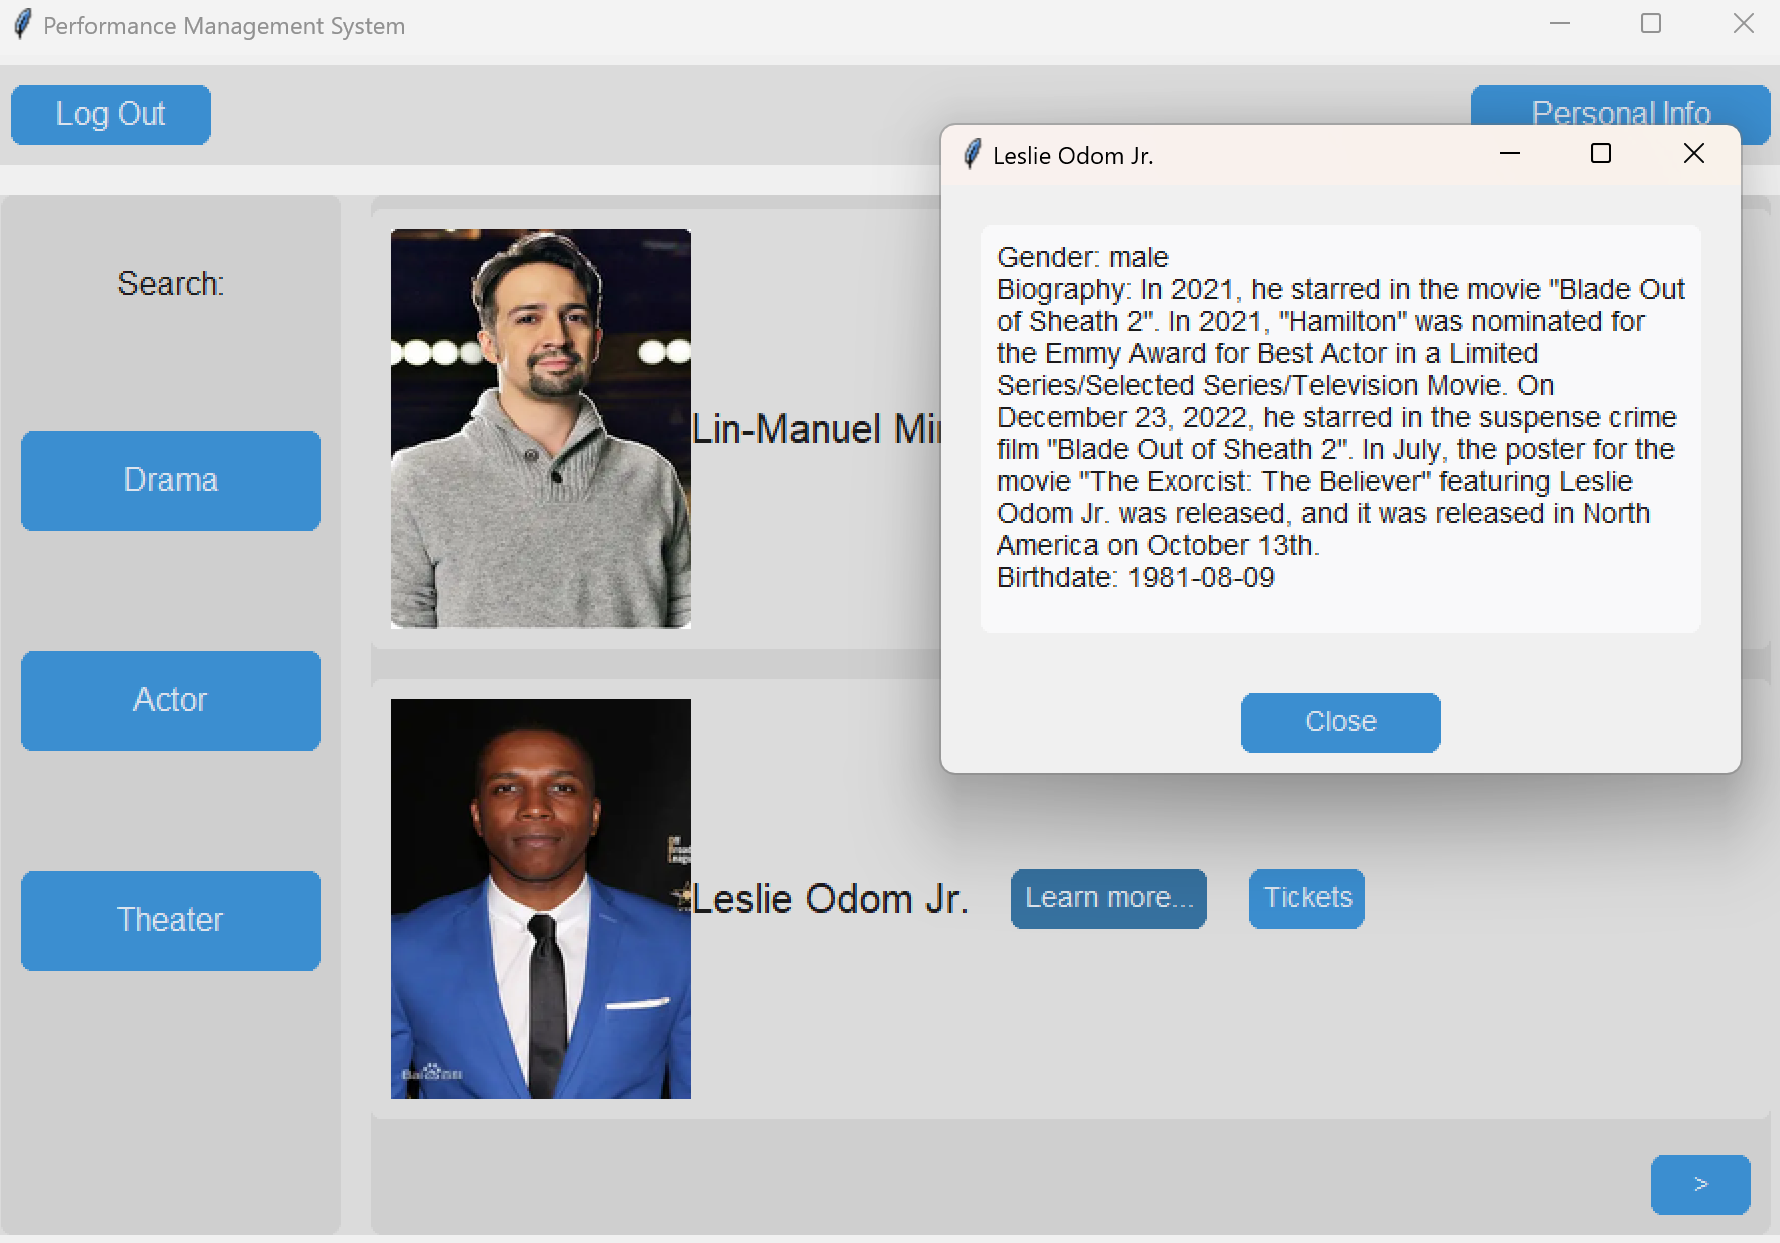 Performance Management System
Log Out
Personal Info
Leslie Odom Jr.
Search:
Drama
Actor
Theater
Lin-Manuel
Gender: male
Biography: In 2021, he starred in the movie "Blade Out
of Sheath 2". In 2021, "Hamilton" was nominated for
the Emmy Award for Best Actor in a Limited
Series/Selected Series/Television Movie. On
December 23, 2022, he starred in the suspense crime
film "Blade Out of Sheath 2". In July, the poster for the
movie "The Exorcist: The Believer" featuring Leslie
Odom Jr. was released, and it was released in North
America on October 13th.
Birthdate: 1981-08-09
Close
Leslie Odom Jr.
Learn more...
Tickets
>